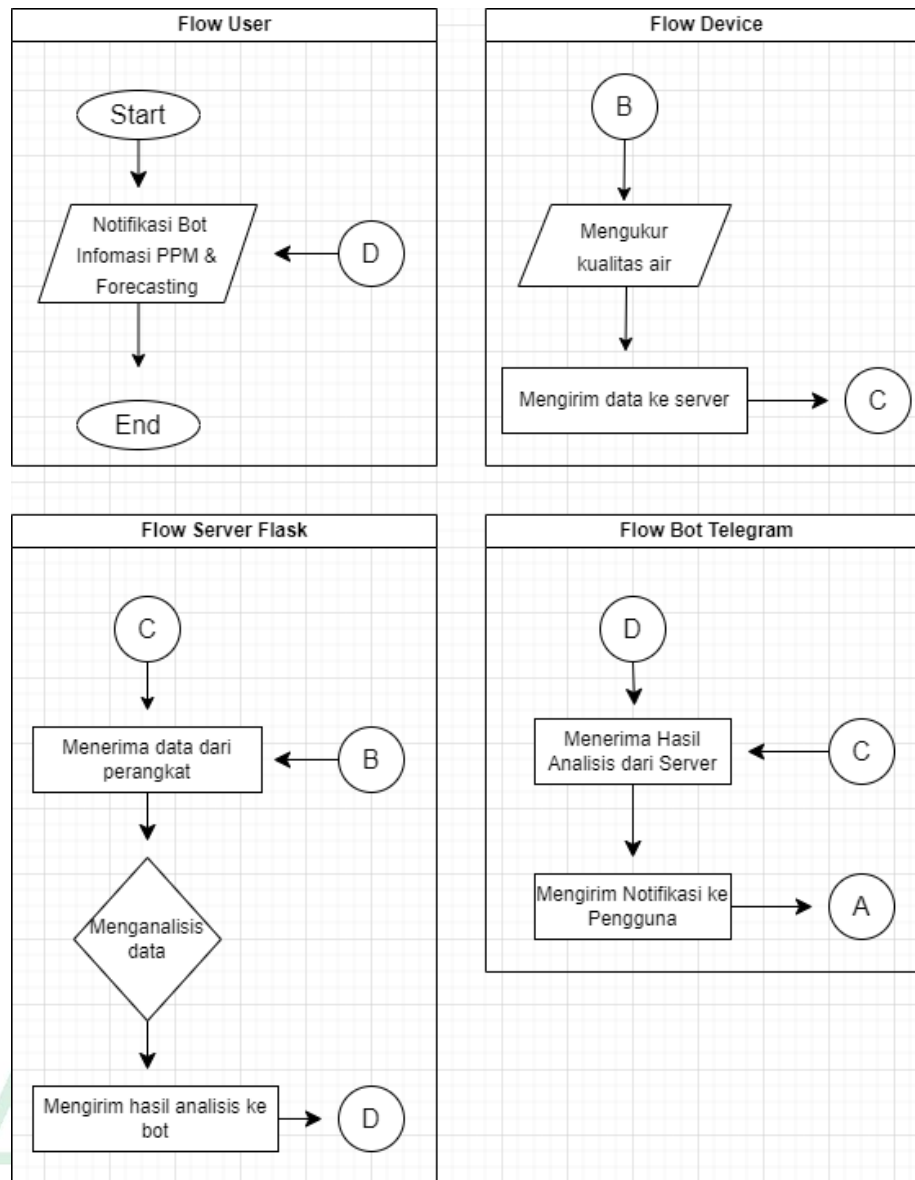 Flow User
Start
Notifikasi Bot
Infomasi PPM &
Forecasting
D
End
Flow Device
B
Mengukur
kualitas air
Mengirim data ke server
C
Flow Server Flask
C
Menerima data dari
perangkat
B
Menganalisis
data
Mengirim hasil analisis ke
bot
D
Flow Bot Telegram
D
Menerima Hasil
Analisis dari Server
C
Mengirim Notifikasi ke
Pengguna
A